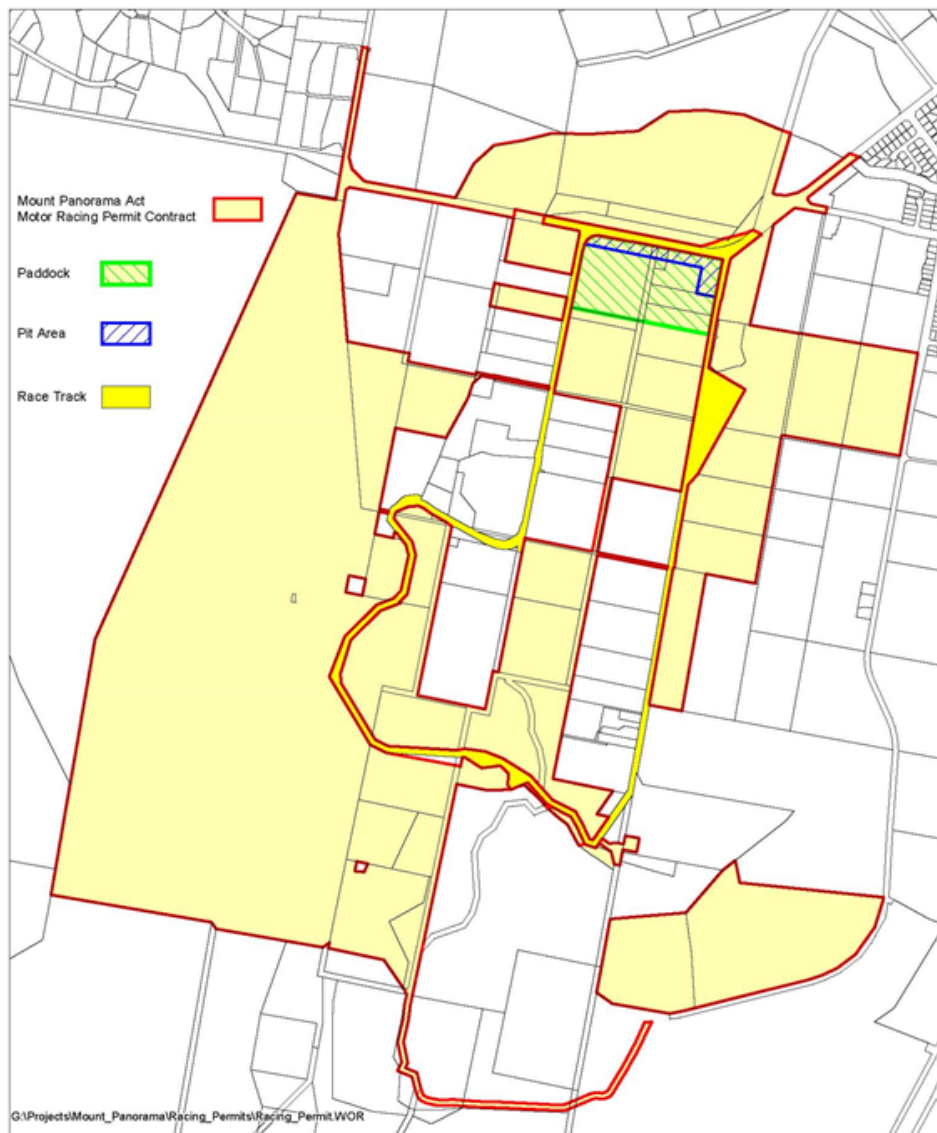 Mount Panorama Act
Motor Racing Permit Contract
Paddock
Pit Area
Race Track
G:\Projects\Mount_Panorama\Racing_Permits\Racing_Permit.WOR